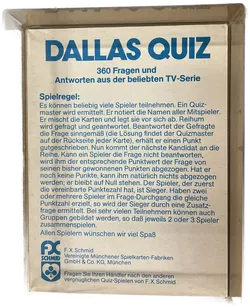 DALLAS QUIZ
360 Fragen und
Antworten aus der beliebten TV-Serie
Spielregel:
Es können beliebig viele Spieler teilnehmen. Ein Quiz-
master wird ermittelt. Er notiert die Namen aller Mitspieler.
Er mischt die Karten und legt sie vor sich ab. Reihum
wird gefragt und geantwortet. Beantwortet der Gefragte
die Frage sinngemäß (die Lösung findet der Quizmaster
auf der Rückseite jeder Karte), erhält er einen Punkt
gutgeschrieben. Nun kommt der nächste Kandidat an die
Reihe. Kann ein Spieler die Frage nicht beantworten,
wird ihm der entsprechende Punktwert der Frage von
seinen bisher gewonnenen Punkten abgezogen. Hat er
noch keine Punkte, kann ihm natürlich nichts abgezogen
werden; er bleibt auf Null stehen. Der Spieler, der zuerst
die vereinbarte Punktezahl hat, ist Sieger. Haben zwei
oder mehrere Spieler im Frage-Durchgang die gleiche
Punktzahl erzielt, so wird der Sieger durch eine Zusatz-
frage ermittelt. Bei sehr vielen Teilnehmern können auch
Gruppen gebildet werden, so daß jeweils 2 oder 3 Spieler
zusammenspielen.
Allen Spielern wünschen wir viel Spaß
FX
SCHMID
F.X. Schmid
Vereinigte Münchener Spielkarten-Fabriken
GmbH & Co. KG, München
Fragen Sie Ihren Händler nach den anderen
vergnüglichen Quiz-Spielen von F.X. Schmid